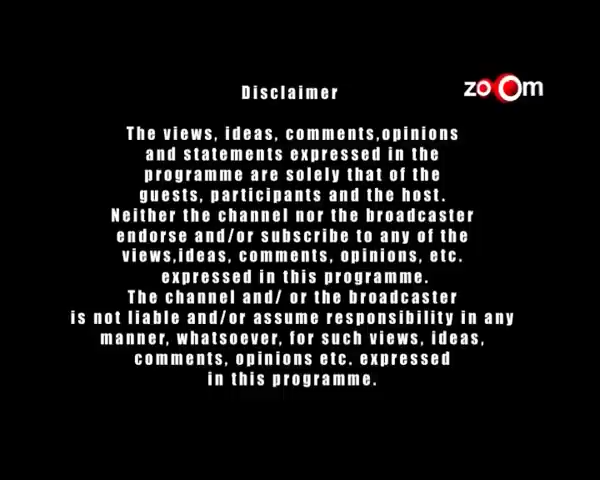 zoom
Disclaimer
The views, ideas, comments,opinions
and statements expressed in the
programme are solely that of the
guests, participants and the host.
Neither the channel nor the broadcaster
endorse and/or subscribe to any of the
views,ideas, comments, opinions, etc.
expressed in this programme.
The channel and/ or the broadcaster
is not liable and/or assume responsibility in any
manner, whatsoever, for such views, ideas,
comments, opinions etc. expressed
in this programme.